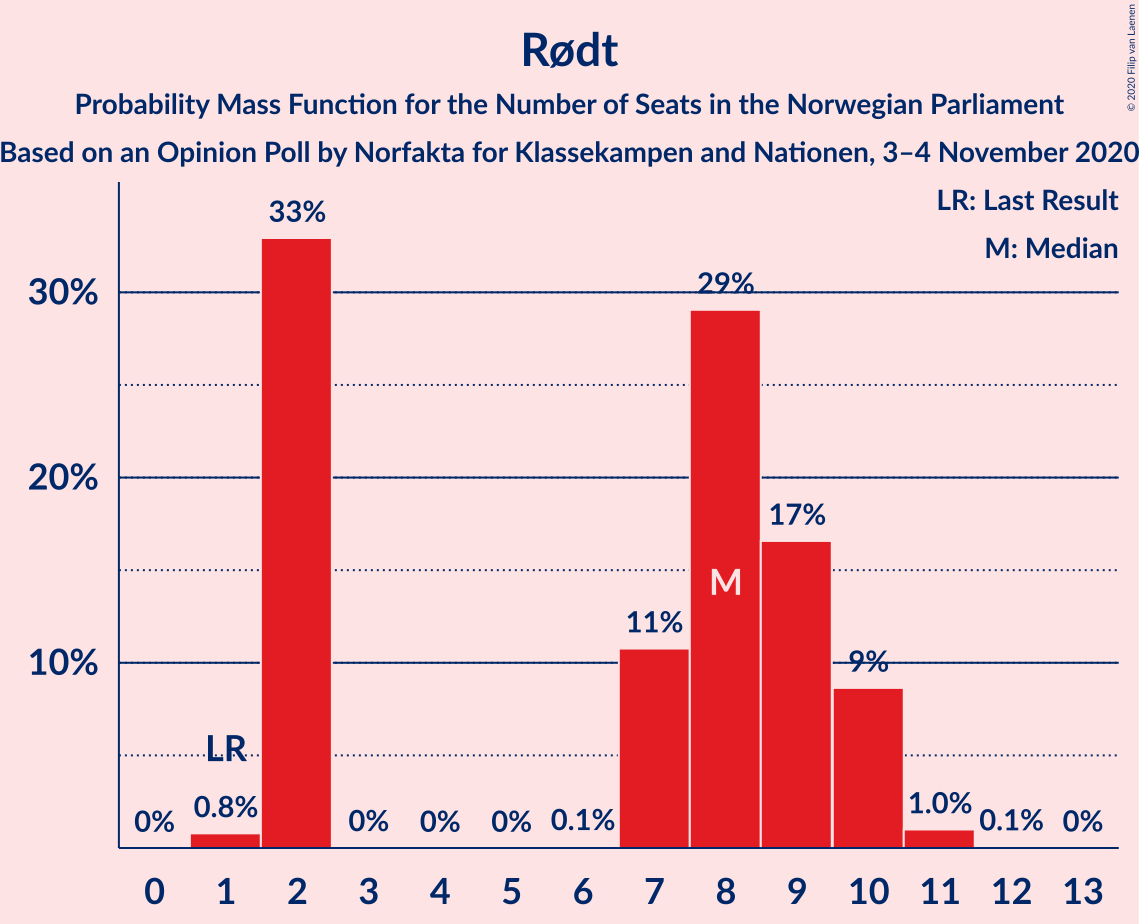 Rødt
Probability Mass Function for the Number of Seats in the Norwegian Parliament
Based on an Opinion Poll by Norfakta for Klassekampen and Nationen, 3–4 November 2020
© 2020 Filip van Laenen
LR: Last Result
M: Median
33%
30%
29%
20%
17%
M
11%
10%
9%
LR
0%
0.8%
0%
0%
0%
0.1%
1.0%
0.1%
0%
0 1 2 3 4 5 6 7 8 9 10 11 12 13